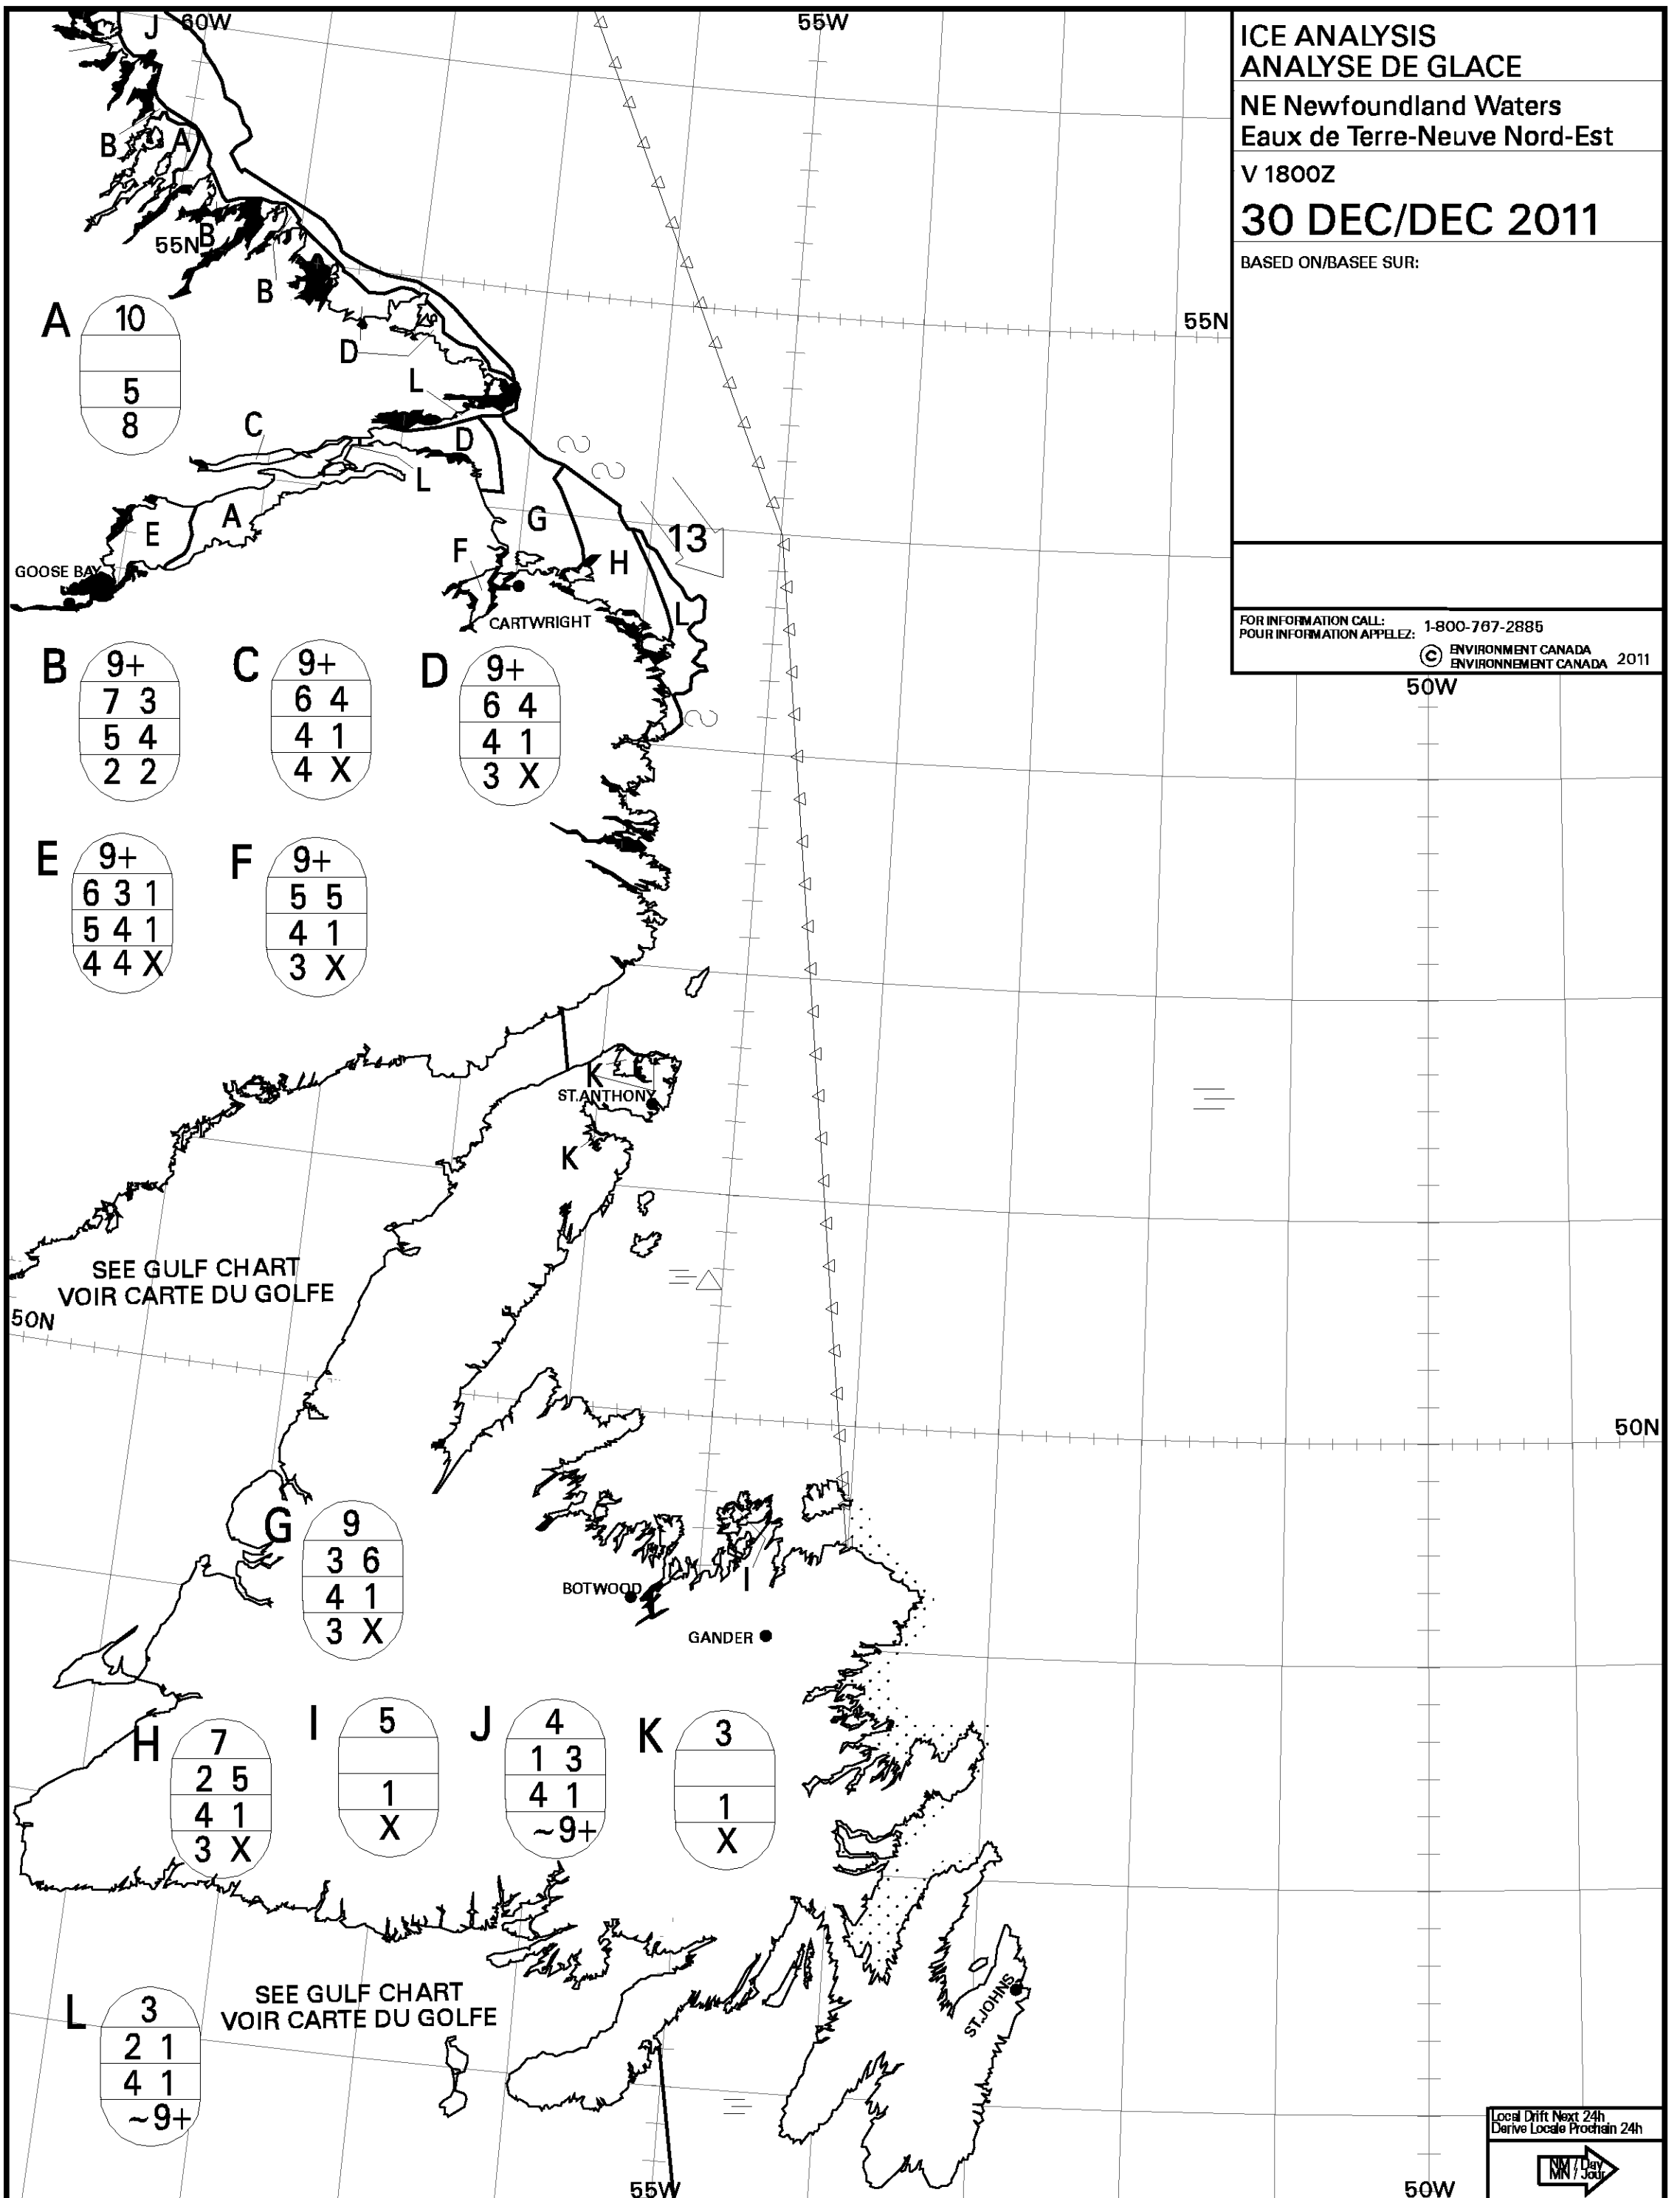 J
60W
55W
ICE ANALYSIS
ANALYSE DE GLACE
NE Newfoundland Waters
Eaux de Terre-Neuve Nord-Est
V 1800Z
30 DEC/DEC 2011
BASED ON/BASEE SUR:
B
A
55N
B
B
55N
A
10
5
8
D
L
C
D
L
E
A
G
F
H
13
L
GOOSE BAY
CARTWRIGHT
FOR INFORMATION CALL:
POUR INFORMATION APPELEZ:
1-800-767-2885
© ENVIRONMENT CANADA
ENVIRONNEMENT CANADA 2011
50W
B
9+
7 3
5 4
2 2
C
9+
6 4
4 1
4 X
D
9+
6 4
4 1
3 X
E
9+
6 3 1
5 4 1
4 4 X
F
9+
5 5
4 1
3 X
K
ST.ANTHONY
K
SEE GULF CHART
VOIR CARTE DU GOLFE
50N
50N
G
9
3 6
4 1
3 X
BOTWOOD
I
GANDER
H
7
2 5
4 1
3 X
I
5
1
X
J
4
1 3
4 1
~9+
K
3
1
X
L
3
2 1
4 1
~9+
SEE GULF CHART
VOIR CARTE DU GOLFE
ST.JOHNS
55W
50W
Local Drift Next 24h
Derive Locale Prochain 24h
NM / Day
MN / Jour